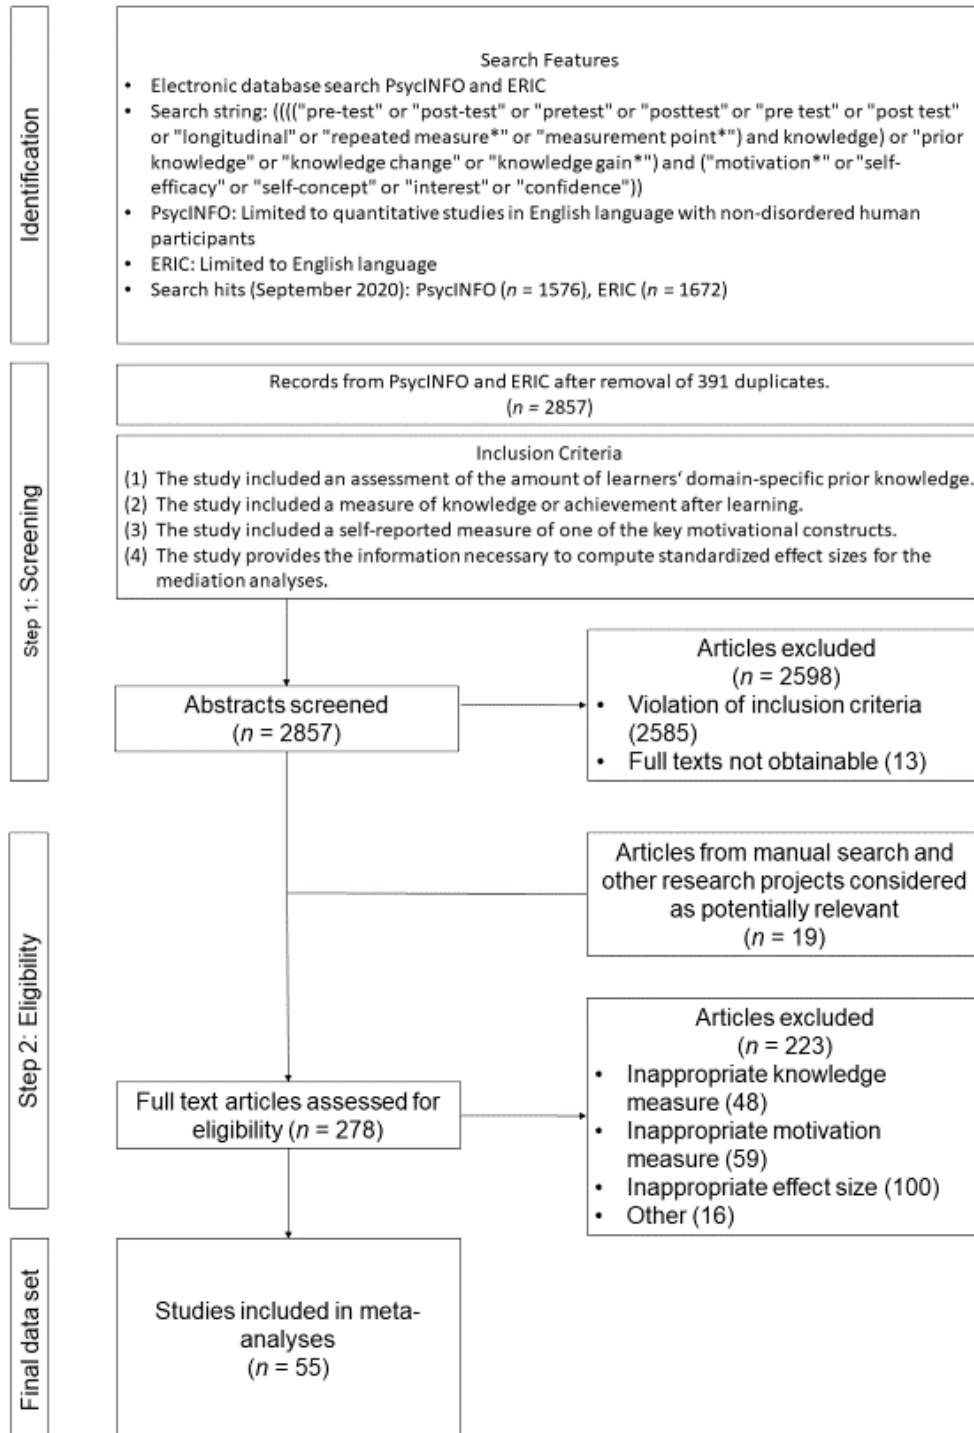 Identification
Search Features
• Electronic database search PsycINFO and ERIC
• Search string: (((("pre-test" or "post-test" or "pretest" or "posttest" or "pre test" or "post test"
or "longitudinal" or "repeated measure*" or "measurement point*") and knowledge) or "prior
knowledge" or "knowledge change" or "knowledge gain*") and ("motivation*" or "self-
efficacy" or "self-concept" or "interest" or "confidence"))
• PsycINFO: Limited to quantitative studies in English language with non-disordered human
participants
• ERIC: Limited to English language
• Search hits (September 2020): PsycINFO (n = 1576), ERIC (n = 1672)
Step 1: Screening
Records from PsycINFO and ERIC after removal of 391 duplicates.
(n = 2857)
Inclusion Criteria
(1) The study included an assessment of the amount of learners‘ domain-specific prior knowledge.
(2) The study included a measure of knowledge or achievement after learning.
(3) The study included a self-reported measure of one of the key motivational constructs.
(4) The study provides the information necessary to compute standardized effect sizes for the
mediation analyses.
Abstracts screened
(n = 2857)
Articles excluded
(n = 2598)
• Violation of inclusion criteria
(2585)
• Full texts not obtainable (13)
Step 2: Eligibility
Articles from manual search and
other research projects considered
as potentially relevant
(n = 19)
Full text articles assessed for
eligibility (n = 278)
Articles excluded
(n = 223)
• Inappropriate knowledge
measure (48)
• Inappropriate motivation
measure (59)
• Inappropriate effect size (100)
• Other (16)
Final data set
Studies included in meta-
analyses
(n = 55)